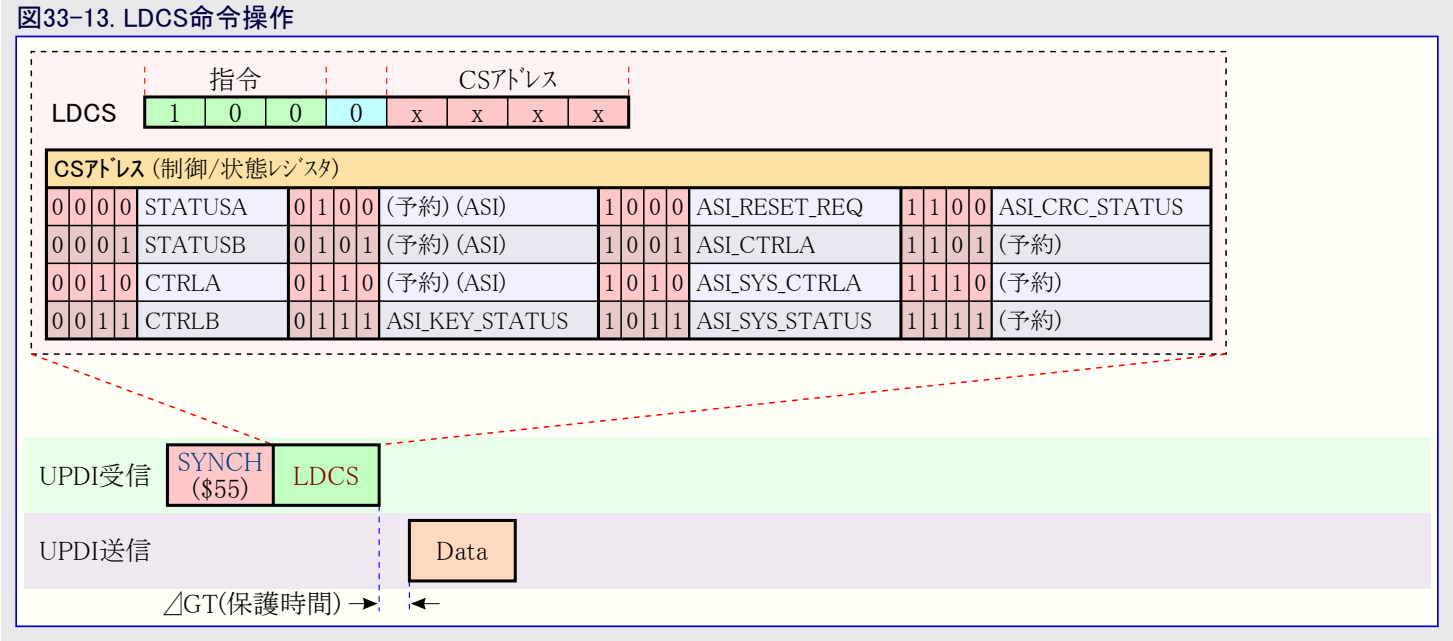 図33-13. LDCS命令操作
指令 CSアドレス
LDCS 1 0 0 0 x x x x
CSアドレス (制御/状態レジスタ)
0 0 0 0 STATUSA 0 1 0 0 (予約) (ASI) 1 0 0 0 ASI_RESET_REQ 1 1 0 0 ASI_CRC_STATUS
0 0 0 1 STATUSB 0 1 0 1 (予約) (ASI) 1 0 0 1 ASI_CTRLA 1 1 0 1 (予約)
0 0 1 0 CTRLA 0 1 1 0 (予約) (ASI) 1 0 1 0 ASI_SYS_CTRLA 1 1 1 0 (予約)
0 0 1 1 CTRLB 0 1 1 1 ASI_KEY_STATUS 1 0 1 1 ASI_SYS_STATUS 1 1 1 1 (予約)
UPDI受信 SYNCH LDCS
($55)
UPDI送信 Data
⊿GT(保護時間)